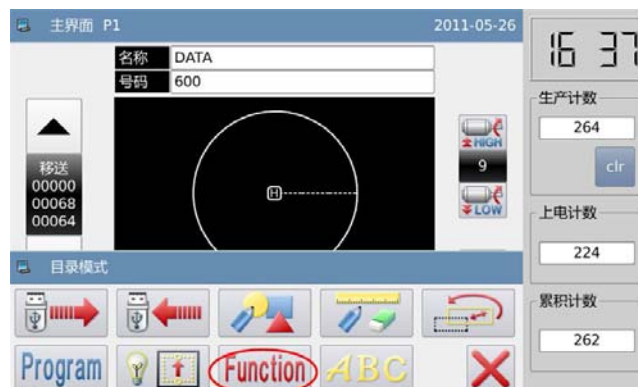 主界面 P1 2011-05-26
16 37
名称 DATA
号码 600
移送
00000
00068
00064
H
HIGH
9
LOW
生产计数
264
clr
上电计数
224
累积计数
262
目录模式
Program
Function
ABC